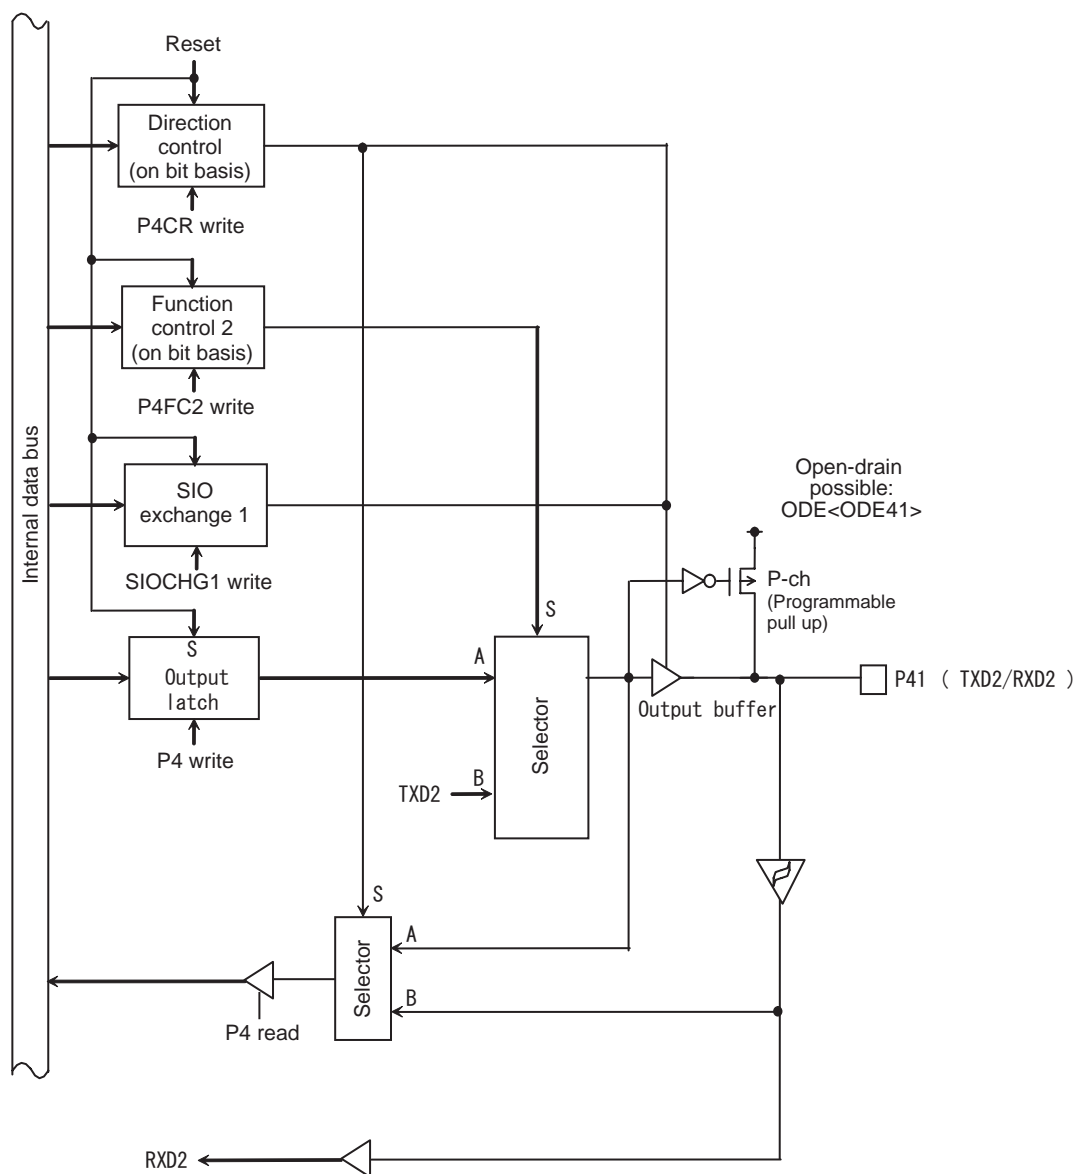 Reset
Direction
control
(on bit basis)
P4CR write
Function
control 2
(on bit basis)
P4FC2 write
Internal data bus
SIO
exchange 1
SIOCHG1 write
Open-drain
possible:
ODE<ODE41>
P-ch
(Programmable
pull up)
S
S
Output
latch
P4 write
A
Selector
B
TXD2
Output buffer
P41 ( TXD2/RXD2 )
S
A
Selector
B
P4 read
RXD2